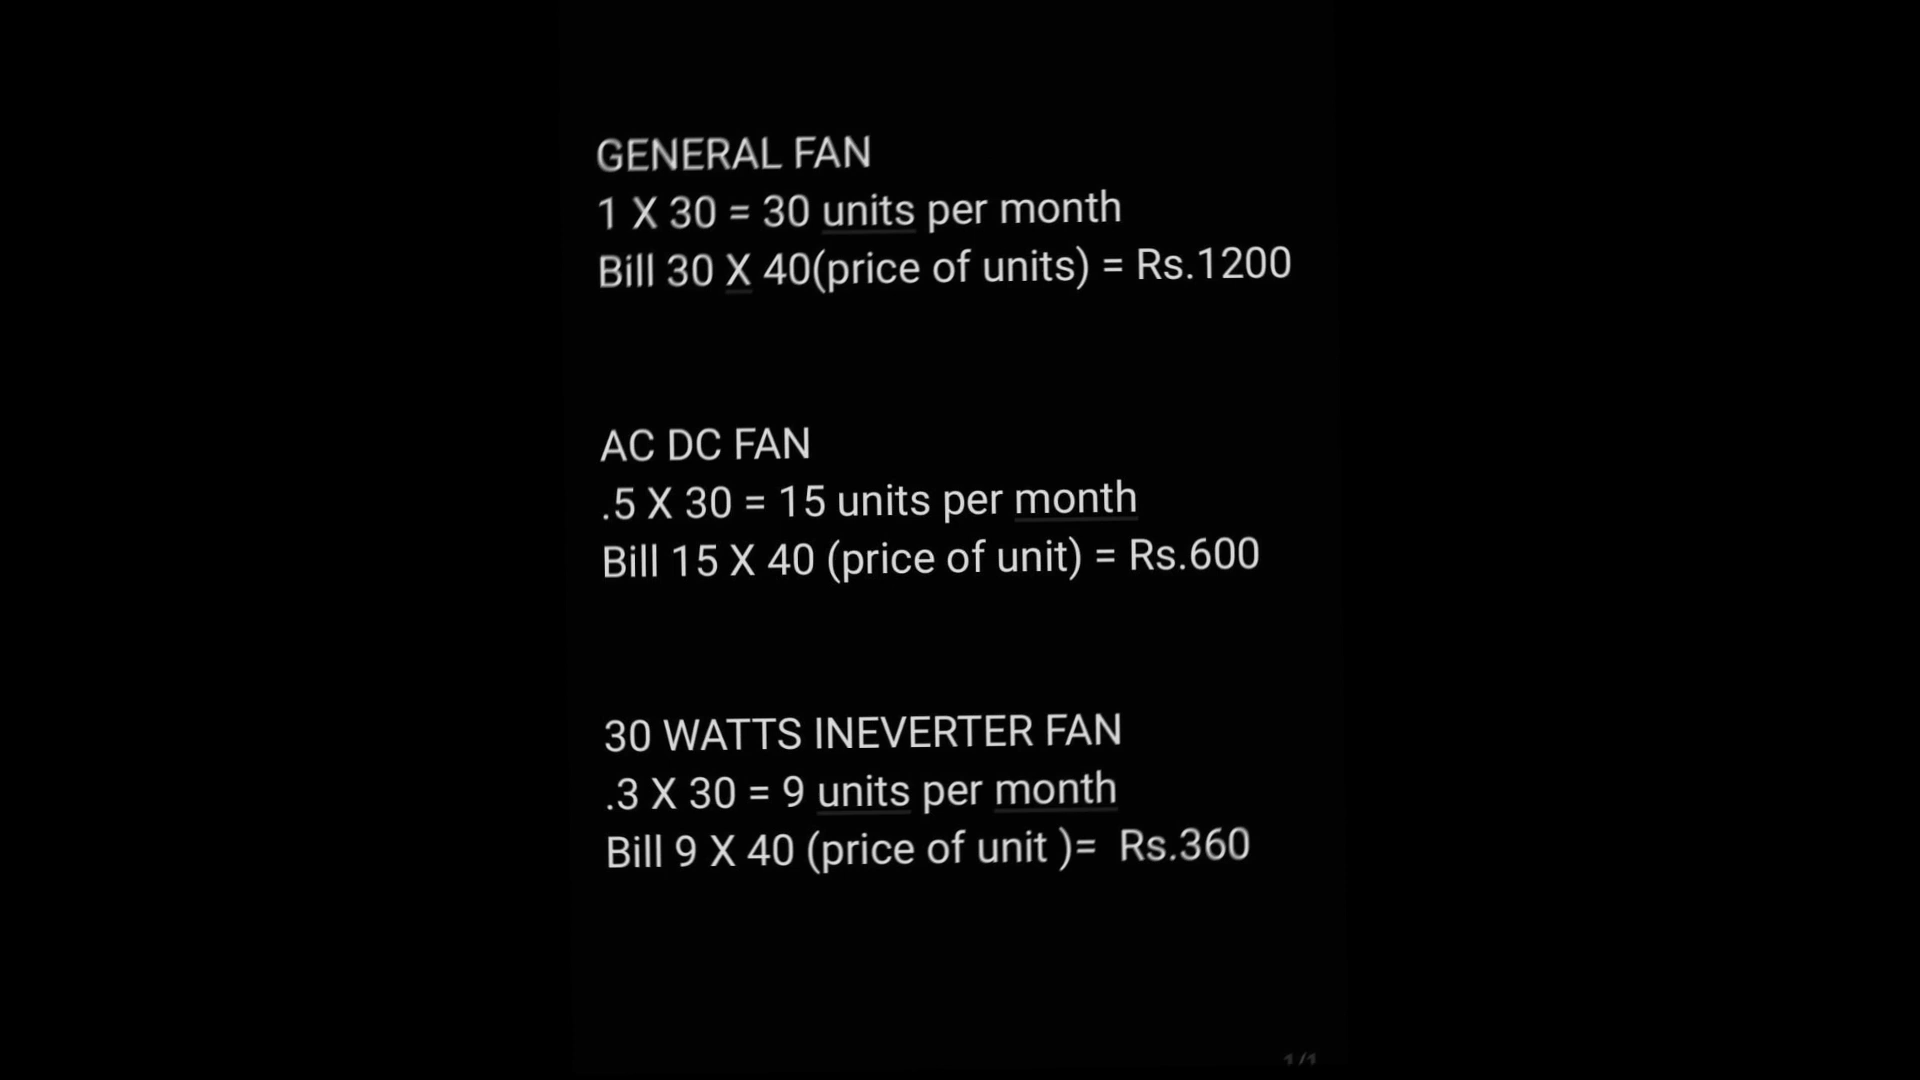 GENERAL FAN
1 X 30 = 30 units per month
Bill 30 X 40(price of units) = Rs.1200
AC DC FAN
.5 X 30 = 15 units per month
Bill 15 X 40 (price of unit) = Rs.600
30 WATTS INEVERTER FAN
.3 X 30 = 9 units per month
Bill 9 X 40 (price of unit )= Rs.360
1/1